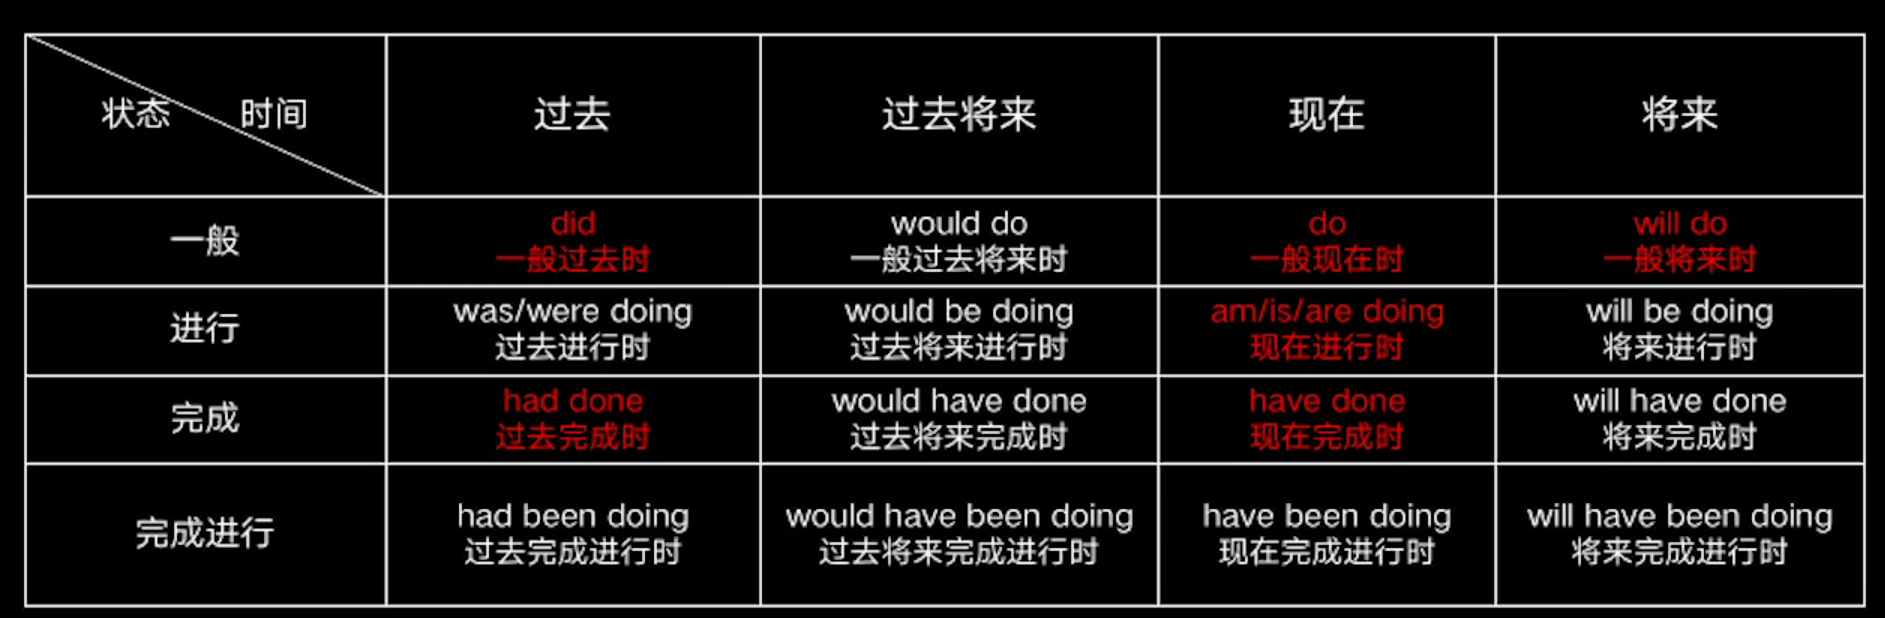 状态 时间 过去 过去将来 现在 将来
一般
did would do do will do
一般过去时 一般过去将来时 一般现在时 一般将来时
进行
was/were doing would be doing am/is/are doing will be doing
过去进行时 过去将来进行时 现在进行时 将来进行时
完成
had done would have done have done will have done
过去完成时 过去将来完成时 现在完成时 将来完成时
完成进行
had been doing would have been doing have been doing will have been doing
过去完成进行时 过去将来完成进行时 现在完成进行时 将来完成进行时